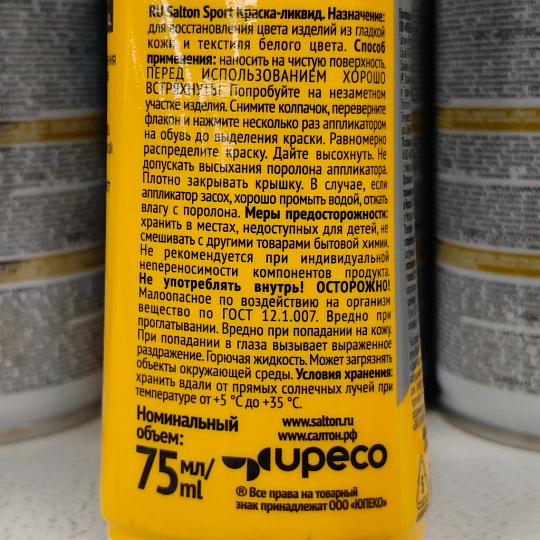 RU Salton Sport Краска-ликвид. Назначение:
для восстановления цвета изделий из гладкой
кожи и текстиля белого цвета. Способ
применения: наносить на чистую поверхность.
ПЕРЕД ИСПОЛЬЗОВАНИЕМ ХОРОШО
ВСТРЯХНУТЬ! Попробуйте на незаметном
участке изделия. Снимите колпачок, переверните
флакон и нажмите несколько раз аппликатором
на обувь до выделения краски. Равномерно
распределите краску. Дайте высохнуть. Не
допускать высыхания поролона аппликатора.
Плотно закрывать крышку. В случае, если
аппликатор засох, хорошо промыть водой, отжать
влагу с поролона. Меры предосторожности:
хранить в местах, недоступных для детей, не
смешивать с другими товарами бытовой химии.
Не рекомендуется при индивидуальной
непереносимости компонентов продукта.
Не употреблять внутрь! ОСТОРОЖНО!
Малоопасное по воздействию на организм
вещество по ГОСТ 12.1.007. Вредно при
проглатывании. Вредно при попадании на кожу.
При попадании в глаза вызывает выраженное
раздражение. Горючая жидкость. Может загрязнять
объекты окружающей среды. Условия хранения:
хранить вдали от прямых солнечных лучей при
температуре от +5 °C до +35 °C.
Номинальный
объем:
75 мл/
ml
www.salton.ru
www.салтон.рф
upeco
® Все права на товарный
знак принадлежат ООО «ЮПЕКО»